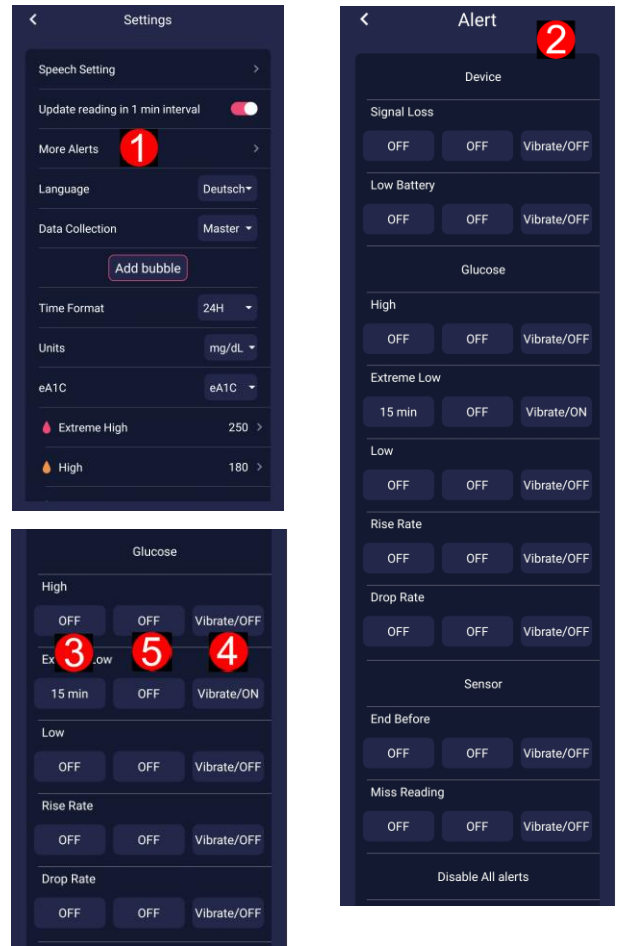 Settings
Speech Setting
Update reading in 1 min interval
More Alerts 1
Language Deutsch
Data Collection Master
Add bubble
Time Format 24H
Units mg/dL
eA1C eA1C
Extreme High 250
High 180
Alert 2
Device
Signal Loss
OFF OFF Vibrate/OFF
Low Battery
OFF OFF Vibrate/OFF
Glucose
High
OFF OFF Vibrate/OFF
Extreme Low
15 min OFF Vibrate/ON
Low
OFF OFF Vibrate/OFF
Rise Rate
OFF OFF Vibrate/OFF
Drop Rate
OFF OFF Vibrate/OFF
Sensor
End Before
OFF OFF Vibrate/OFF
Miss Reading
OFF OFF Vibrate/OFF
Disable All alerts
Glucose
High
OFF OFF Vibrate/OFF
3 5 4
15 min OFF Vibrate/ON
Low
OFF OFF Vibrate/OFF
Rise Rate
OFF OFF Vibrate/OFF
Drop Rate
OFF OFF Vibrate/OFF